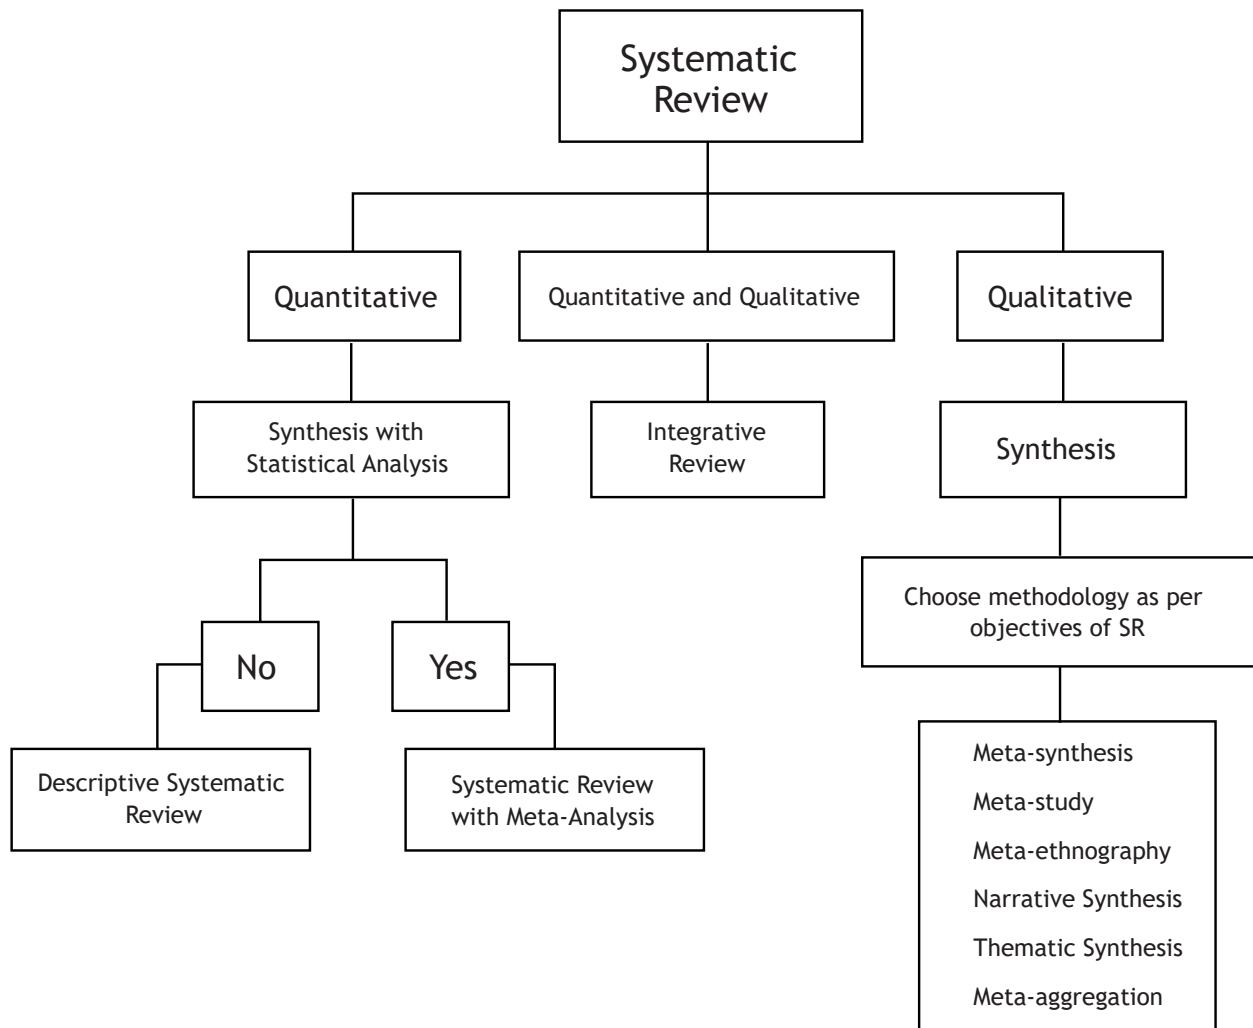 Systematic
Review
Quantitative
Quantitative and Qualitative
Qualitative
Synthesis with
Statistical Analysis
Integrative
Review
Synthesis
No
Yes
Choose methodology as per
objectives of SR
Descriptive Systematic
Review
Systematic Review
with Meta-Analysis
Meta-synthesis
Meta-study
Meta-ethnography
Narrative Synthesis
Thematic Synthesis
Meta-aggregation